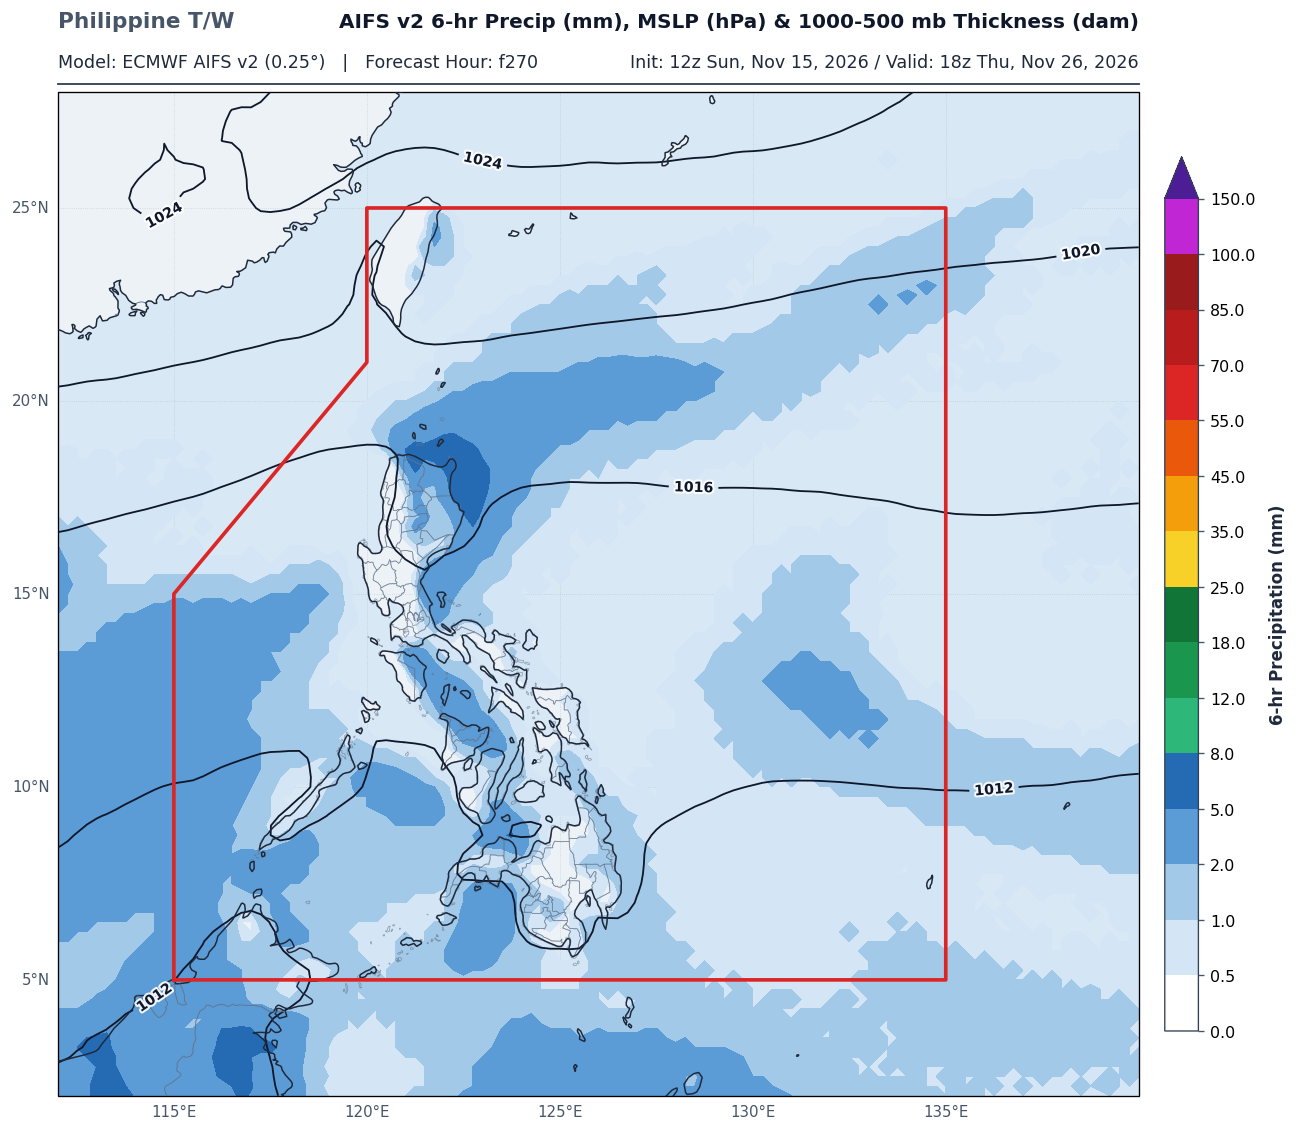 Philippine T/W
AIFS v2 6-hr Precip (mm), MSLP (hPa) & 1000-500 mb Thickness (dam)
Model: ECMWF AIFS v2 (0.25°) | Forecast Hour: f270
Init: 12z Sun, Nov 15, 2026 / Valid: 18z Thu, Nov 26, 2026
1024
1024
1020
1016
1012
1012
25°N
20°N
15°N
10°N
5°N
115°E
120°E
125°E
130°E
135°E
150.0
100.0
85.0
70.0
55.0
45.0
35.0
25.0
18.0
12.0
8.0
5.0
2.0
1.0
0.5
0.0
6-hr Precipitation (mm)